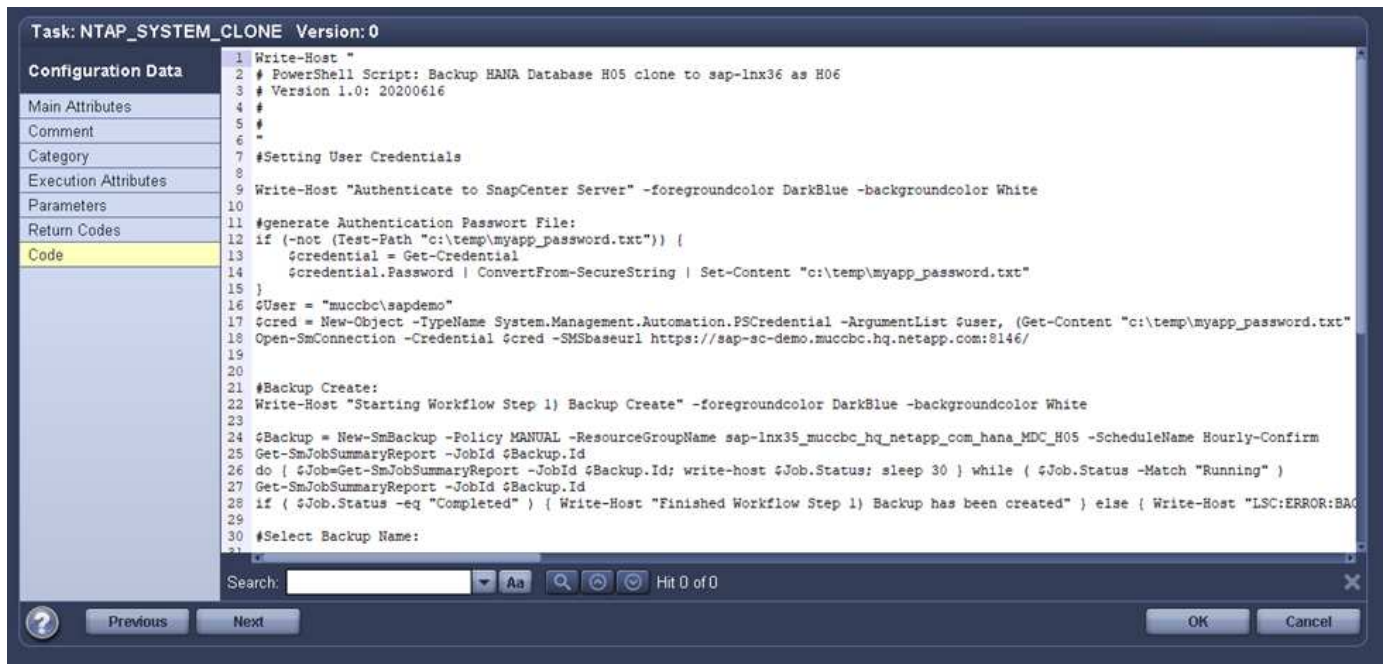 Task: NTAP_SYSTEM_CLONE Version: 0
Configuration Data
Main Attributes
Comment
Category
Execution Attributes
Parameters
Return Codes
Code
1 Write-Host "
2 # PowerShell Script: Backup HANA Database H05 clone to sap-lnx36 as H06
3 # Version 1.0: 20200616
4 #
5 #
6 "
7 #Setting User Credentials
8
9 Write-Host "Authenticate to SnapCenter Server" -foregroundcolor DarkBlue -backgroundcolor White
10
11 #generate Authentication Passwort File:
12 if (-not (Test-Path "c:\temp\myapp_password.txt")) {
13 $credential = Get-Credential
14 $credential.Password | ConvertFrom-SecureString | Set-Content "c:\temp\myapp_password.txt"
15 }
16 $User = "muccbc\sapdemo"
17 $cred = New-Object -TypeName System.Management.Automation.PSCredential -ArgumentList $user, (Get-Content "c:\temp\myapp_password.txt"
18 Open-SmConnection -Credential $cred -SMSbaseurl https://sap-sc-demo.muccbc.hq.netapp.com:8146/
19
20
21 #Backup Create:
22 Write-Host "Starting Workflow Step 1) Backup Create" -foregroundcolor DarkBlue -backgroundcolor White
23
24 $Backup = New-SmBackup -Policy MANUAL -ResourceGroupName sap-lnx35_muccbc_hq_netapp_com_hana_MDC_H05 -ScheduleName Hourly-Confirm
25 Get-SmJobSummaryReport -JobId $Backup.Id
26 do { $Job=Get-SmJobSummaryReport -JobId $Backup.Id; write-host $Job.Status; sleep 30 } while ( $Job.Status -Match "Running" )
27 Get-SmJobSummaryReport -JobId $Backup.Id
28 if ( $Job.Status -eq "Completed" ) { Write-Host "Finished Workflow Step 1) Backup has been created" } else { Write-Host "LSC:ERROR:BAC
29
30 #Select Backup Name:
31
Search:
Aa
Hit 0 of 0
?
Previous
Next
OK
Cancel